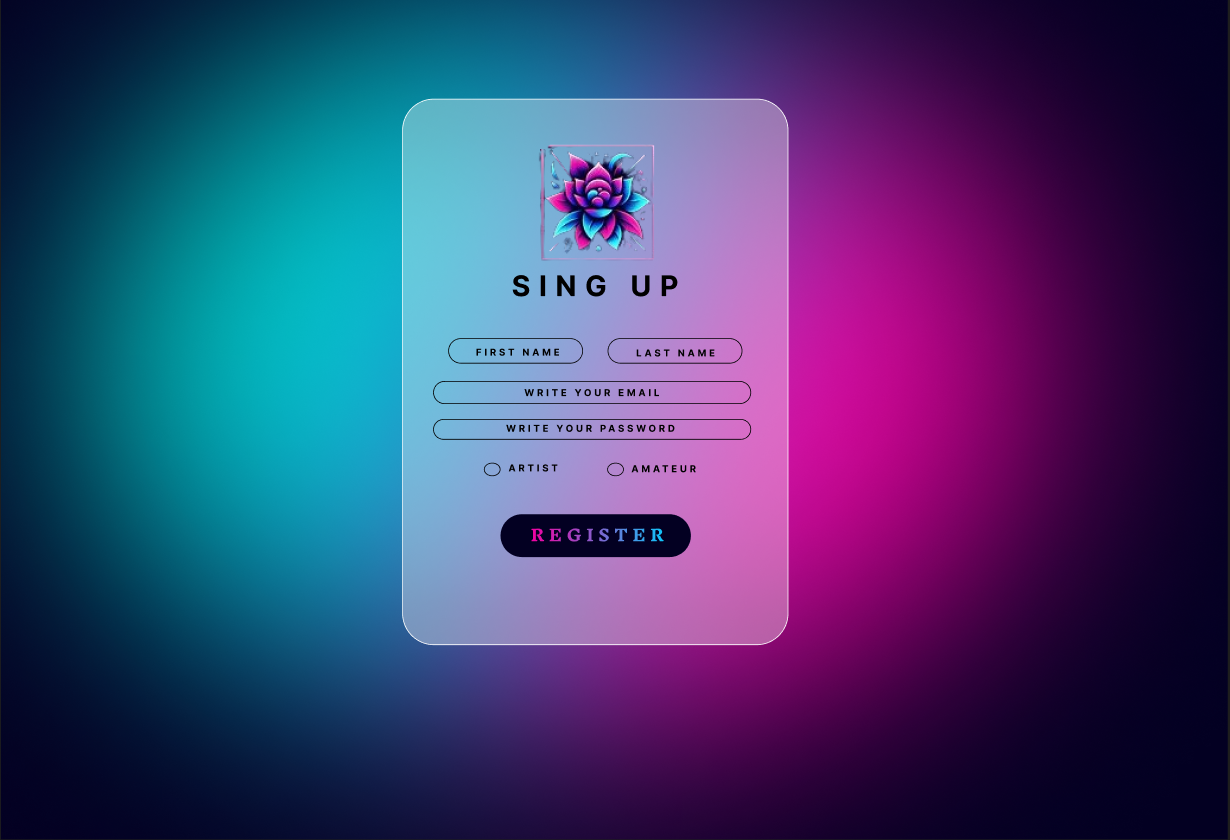 SING UP
FIRST NAME LAST NAME
WRITE YOUR EMAIL
WRITE YOUR PASSWORD
ARTIST AMATEUR
REGISTER